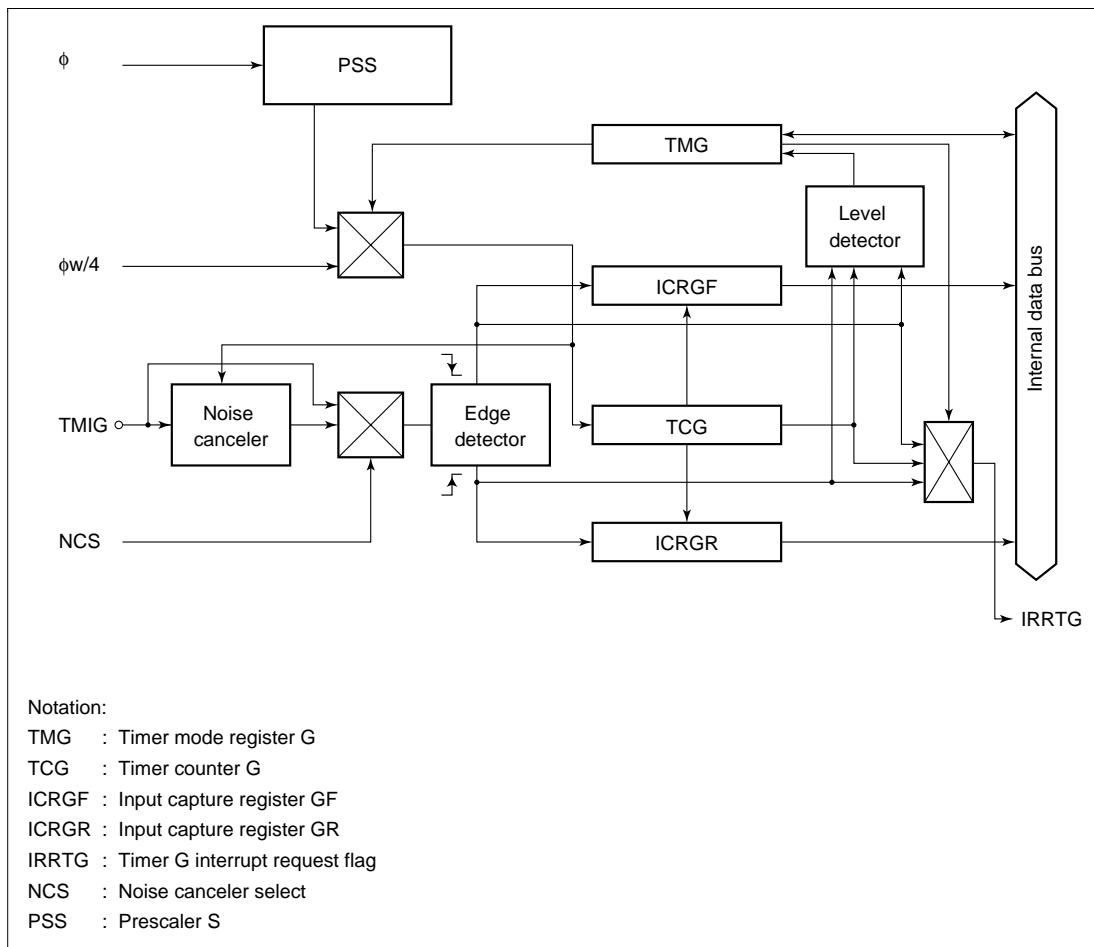 ϕ
PSS
TMG
Level
detector
ϕw/4
ICRGF
Internal data bus
TMIG
Noise
canceler
Edge
detector
TCG
NCS
ICRGR
IRRTG
Notation:
TMG : Timer mode register G
TCG : Timer counter G
ICRGF : Input capture register GF
ICRGR : Input capture register GR
IRRTG : Timer G interrupt request flag
NCS : Noise canceler select
PSS : Prescaler S